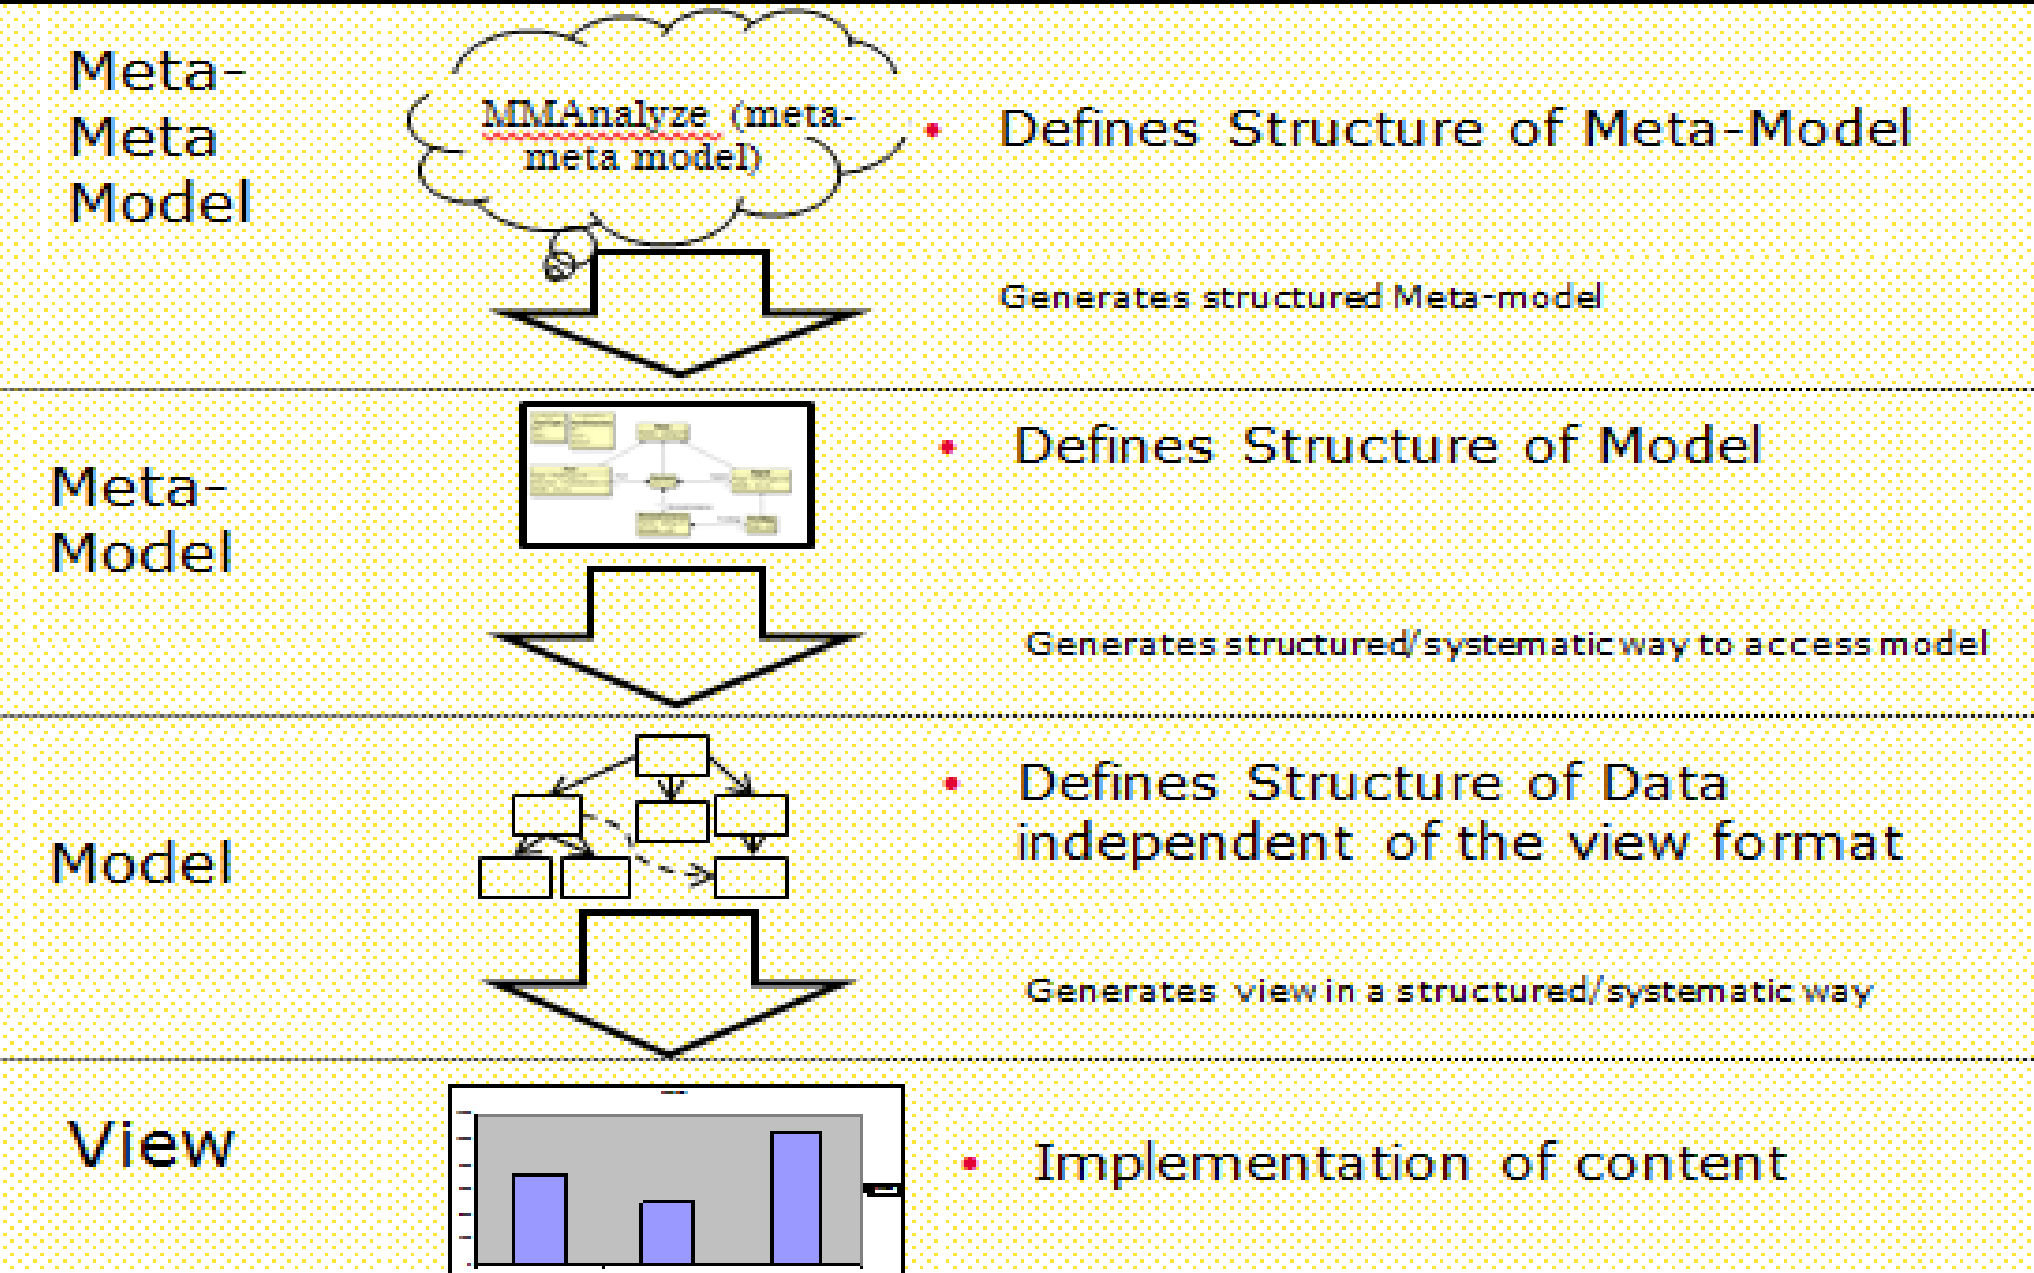 Meta-
Meta
Model
MMAnalyze (meta-
meta model)
• Defines Structure of Meta-Model
Generates structured Meta-model
Meta-
Model
• Defines Structure of Model
Generates structured/systematic way to access model
Model
• Defines Structure of Data
independent of the view format
Generates view in a structured/systematic way
View
• Implementation of content